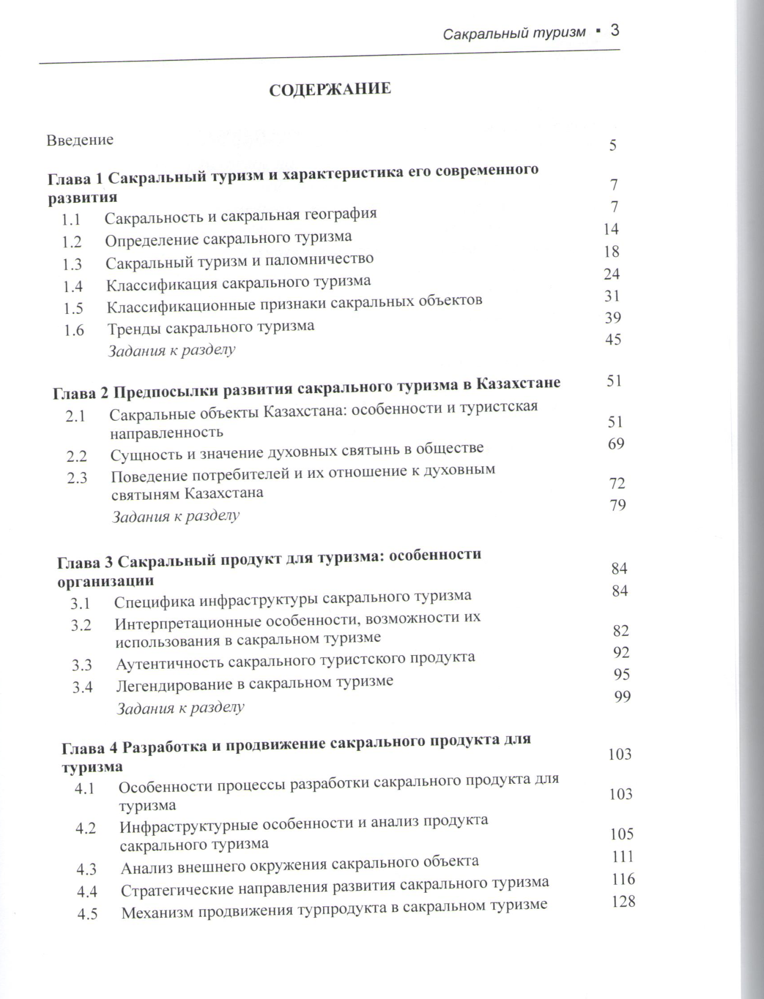 Сакральный туризм ▪ 3
СОДЕРЖАНИЕ
Введение 5
Глава 1 Сакральный туризм и характеристика его современного
развития 7
1.1 Сакральность и сакральная география 7
1.2 Определение сакрального туризма 14
1.3 Сакральный туризм и паломничество 18
1.4 Классификация сакрального туризма 24
1.5 Классификационные признаки сакральных объектов 31
1.6 Тренды сакрального туризма 39
Задания к разделу 45
Глава 2 Предпосылки развития сакрального туризма в Казахстане 51
2.1 Сакральные объекты Казахстана: особенности и туристская
направленность 51
2.2 Сущность и значение духовных святынь в обществе 69
2.3 Поведение потребителей и их отношение к духовным
святыням Казахстана 72
Задания к разделу 79
Глава 3 Сакральный продукт для туризма: особенности
организации 84
3.1 Специфика инфраструктуры сакрального туризма 84
3.2 Интерпретационные особенности, возможности их
использования в сакральном туризме 82
3.3 Аутентичность сакрального туристского продукта 92
3.4 Легендирование в сакральном туризме 95
Задания к разделу 99
Глава 4 Разработка и продвижение сакрального продукта для
туризма 103
4.1 Особенности процессы разработки сакрального продукта для
туризма 103
4.2 Инфраструктурные особенности и анализ продукта
сакрального туризма 105
4.3 Анализ внешнего окружения сакрального объекта 111
4.4 Стратегические направления развития сакрального туризма 116
4.5 Механизм продвижения турпродукта в сакральном туризме 128